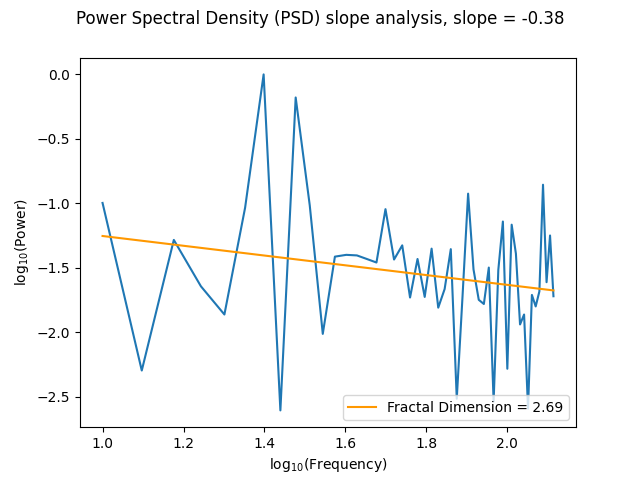 Power Spectral Density (PSD) slope analysis, slope = -0.38
0.0
−0.5
−1.0
−1.5
−2.0
−2.5
log₁₀(Power)
Fractal Dimension = 2.69
1.0 1.2 1.4 1.6 1.8 2.0
log₁₀(Frequency)